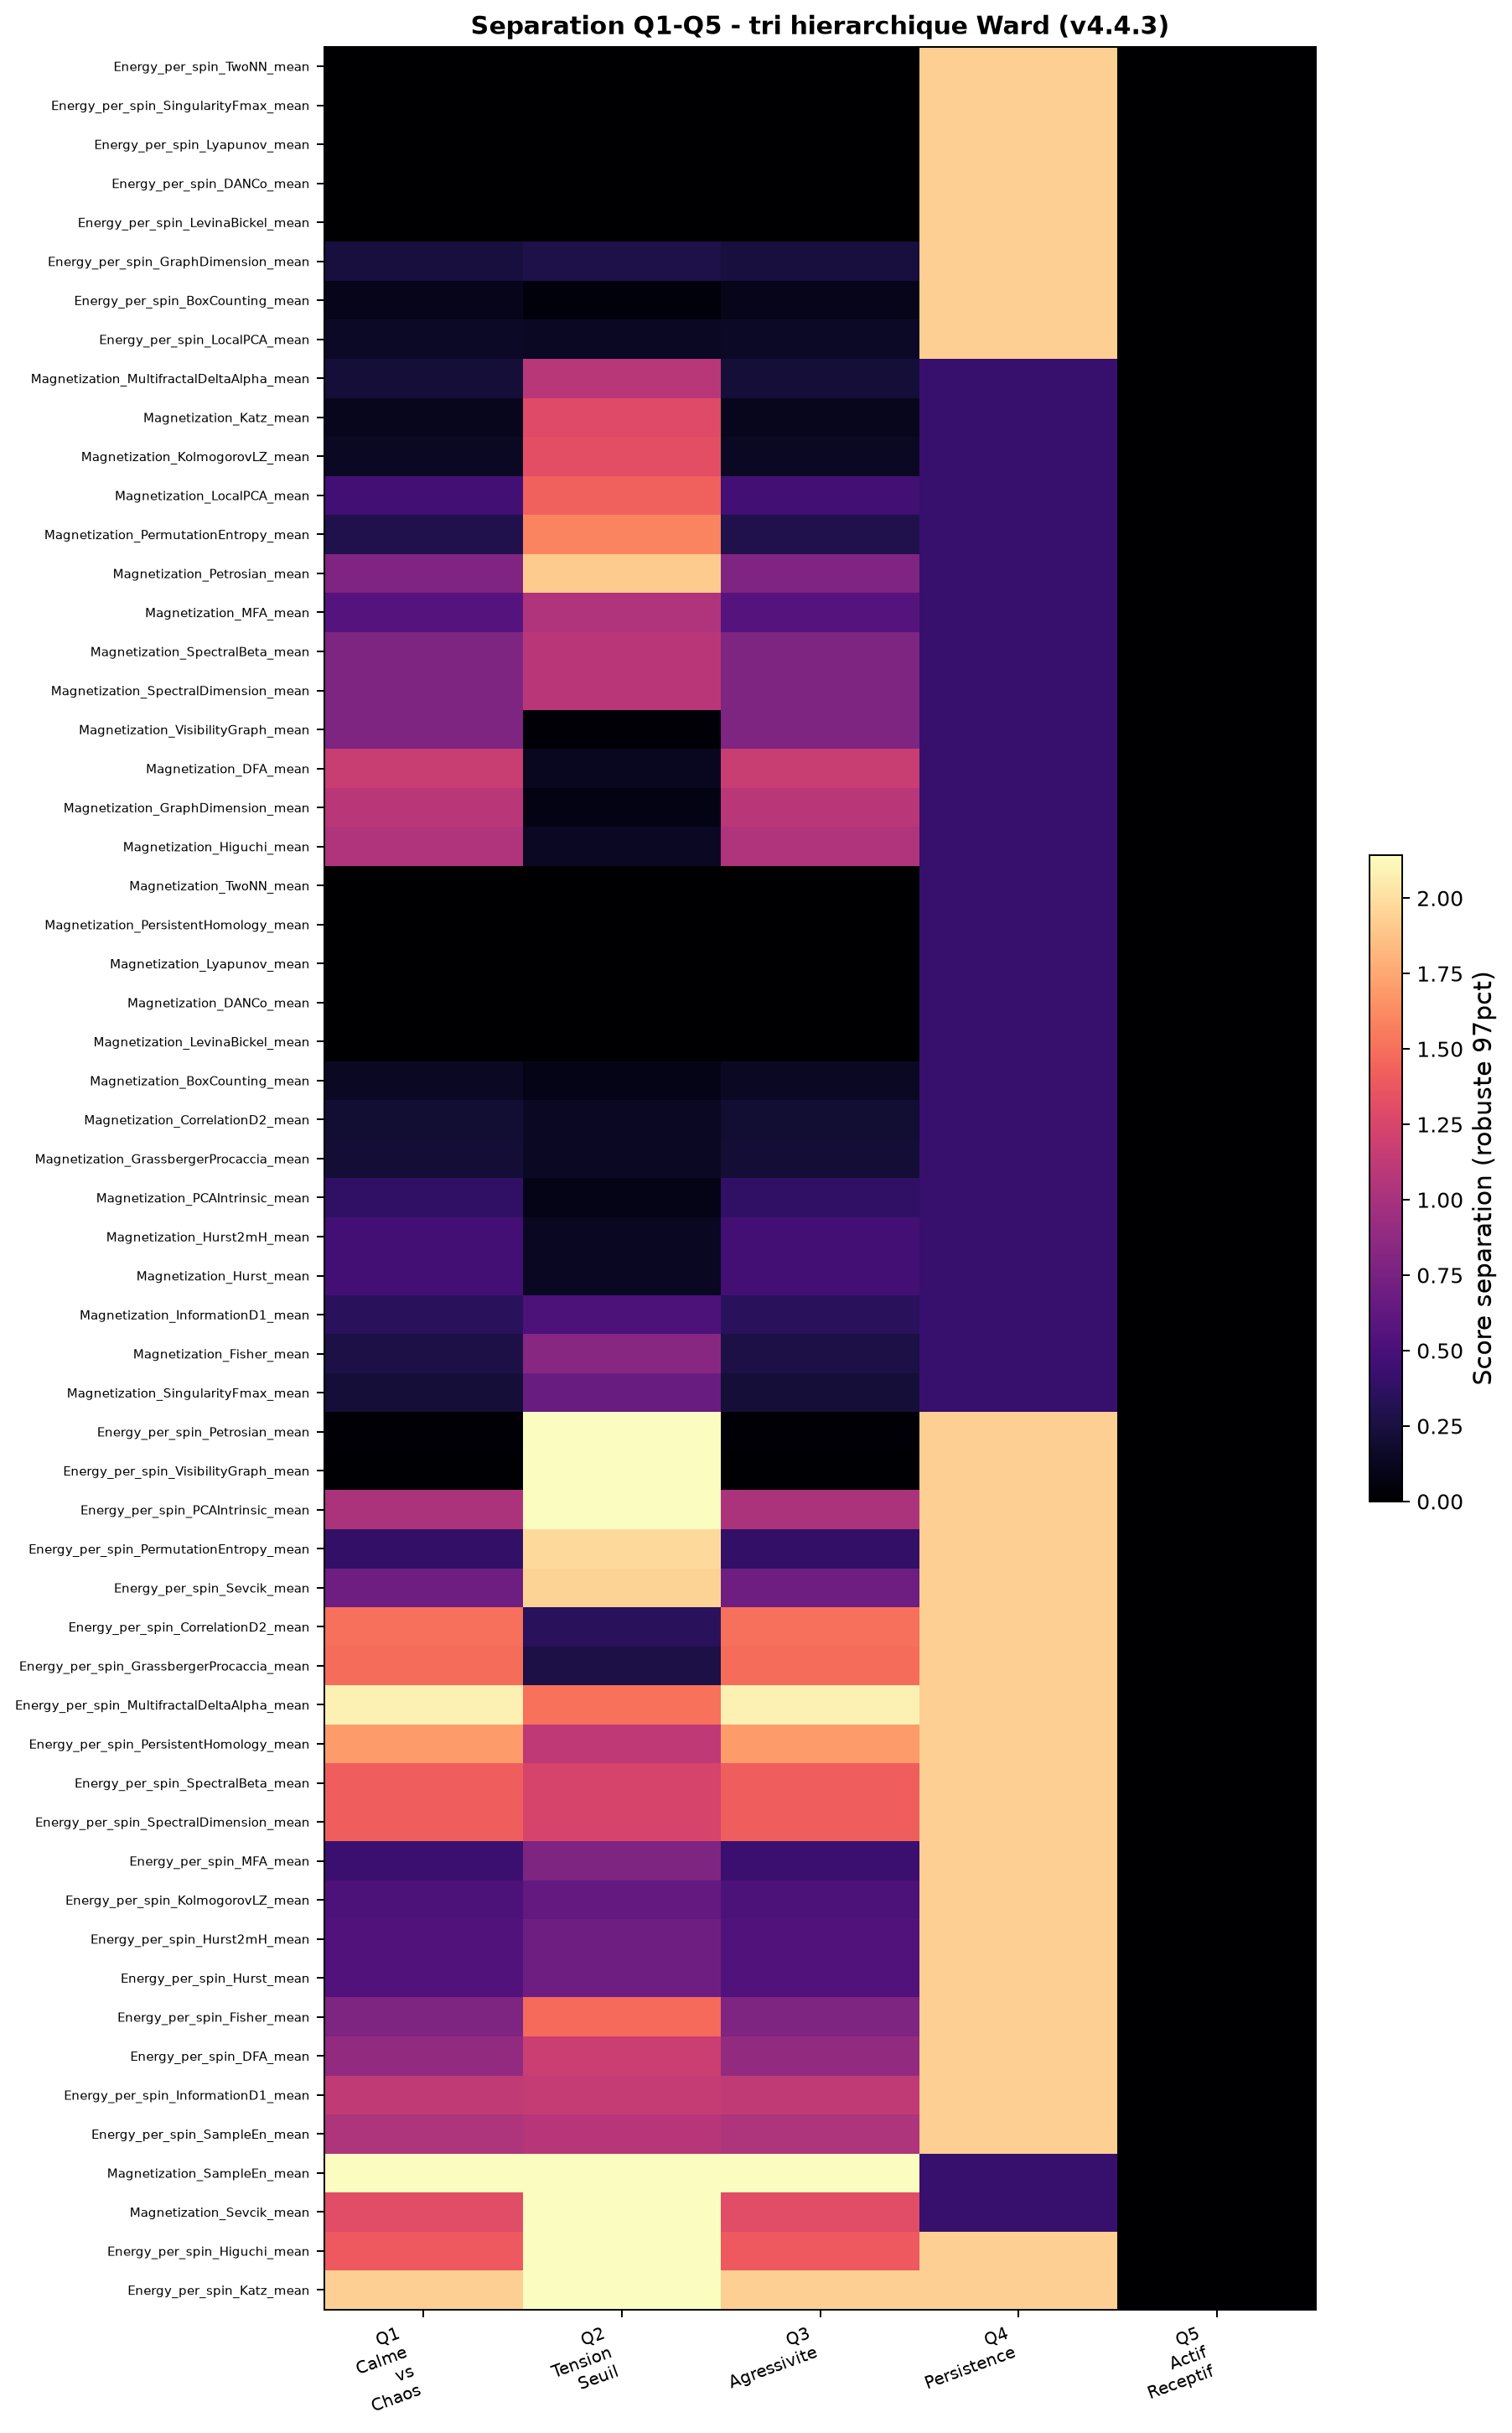 Separation Q1-Q5 - tri hierarchique Ward (v4.4.3)
Energy_per_spin_TwoNN_mean
Energy_per_spin_SingularityFmax_mean
Energy_per_spin_Lyapunov_mean
Energy_per_spin_DANCo_mean
Energy_per_spin_LevinaBickel_mean
Energy_per_spin_GraphDimension_mean
Energy_per_spin_BoxCounting_mean
Energy_per_spin_LocalPCA_mean
Magnetization_MultifractalDeltaAlpha_mean
Magnetization_Katz_mean
Magnetization_KolmogorovLZ_mean
Magnetization_LocalPCA_mean
Magnetization_PermutationEntropy_mean
Magnetization_Petrosian_mean
Magnetization_MFA_mean
Magnetization_SpectralBeta_mean
Magnetization_SpectralDimension_mean
Magnetization_VisibilityGraph_mean
Magnetization_DFA_mean
Magnetization_GraphDimension_mean
Magnetization_Higuchi_mean
Magnetization_TwoNN_mean
Magnetization_PersistentHomology_mean
Magnetization_Lyapunov_mean
Magnetization_DANCo_mean
Magnetization_LevinaBickel_mean
Magnetization_BoxCounting_mean
Magnetization_CorrelationD2_mean
Magnetization_GrassbergerProcaccia_mean
Magnetization_PCAIntrinsic_mean
Magnetization_Hurst2mH_mean
Magnetization_Hurst_mean
Magnetization_InformationD1_mean
Magnetization_Fisher_mean
Magnetization_SingularityFmax_mean
Energy_per_spin_Petrosian_mean
Energy_per_spin_VisibilityGraph_mean
Energy_per_spin_PCAIntrinsic_mean
Energy_per_spin_PermutationEntropy_mean
Energy_per_spin_Sevcik_mean
Energy_per_spin_CorrelationD2_mean
Energy_per_spin_GrassbergerProcaccia_mean
Energy_per_spin_MultifractalDeltaAlpha_mean
Energy_per_spin_PersistentHomology_mean
Energy_per_spin_SpectralBeta_mean
Energy_per_spin_SpectralDimension_mean
Energy_per_spin_MFA_mean
Energy_per_spin_KolmogorovLZ_mean
Energy_per_spin_Hurst2mH_mean
Energy_per_spin_Hurst_mean
Energy_per_spin_Fisher_mean
Energy_per_spin_DFA_mean
Energy_per_spin_InformationD1_mean
Energy_per_spin_SampleEn_mean
Magnetization_SampleEn_mean
Magnetization_Sevcik_mean
Energy_per_spin_Higuchi_mean
Energy_per_spin_Katz_mean
Q1
Calme
vs
Chaos
Q2
Tension
Seuil
Q3
Agressivite
Q4
Persistence
Q5
Actif
Receptif
2.00
1.75
1.50
1.25
1.00
0.75
0.50
0.25
0.00
Score separation (robuste 97pct)